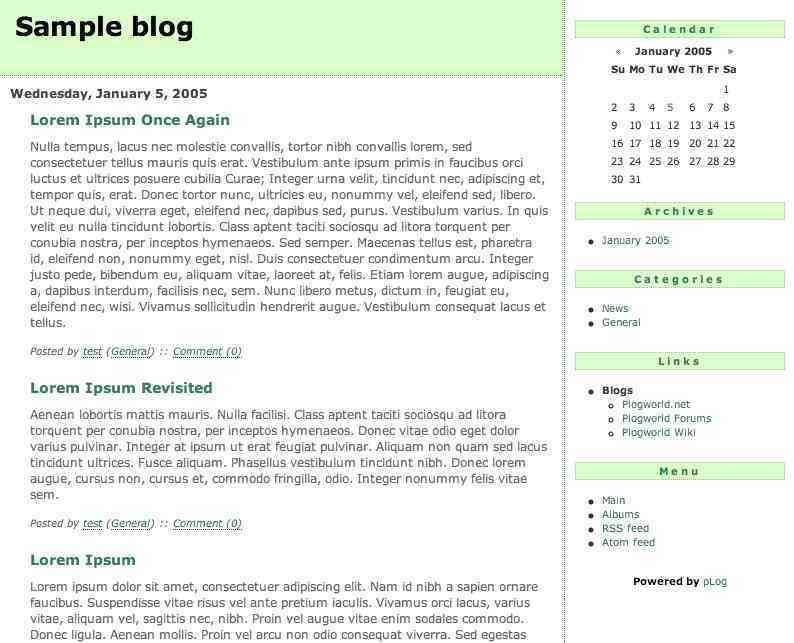 Sample blog
Wednesday, January 5, 2005
Lorem Ipsum Once Again
Nulla tempus, lacus nec molestie convallis, tortor nibh convallis lorem, sed
consectetuer tellus mauris quis erat. Vestibulum ante ipsum primis in faucibus orci
luctus et ultrices posuere cubilia Curae; Integer urna velit, tincidunt nec, adipiscing et,
tempor quis, erat. Donec tortor nunc, ultricies eu, nonummy vel, eleifend sed, libero.
Ut neque dui, viverra eget, eleifend nec, dapibus sed, purus. Vestibulum varius. In quis
velit eu nulla tincidunt lobortis. Class aptent taciti sociosqu ad litora torquent per
conubia nostra, per inceptos hymenaeos. Sed semper. Maecenas tellus est, pharetra
id, eleifend non, nonummy eget, nisl. Duis consectetuer condimentum arcu. Integer
justo pede, bibendum eu, aliquam vitae, laoreet at, felis. Etiam lorem augue, adipiscing
a, dapibus interdum, facilisis nec, sem. Nunc libero metus, dictum in, feugiat eu,
eleifend nec, wisi. Vivamus sollicitudin hendrerit augue. Vestibulum consequat lacus et
tellus.
Posted by test (General) :: Comment (0)
Lorem Ipsum Revisited
Aenean lobortis mattis mauris. Nulla facilisi. Class aptent taciti sociosqu ad litora
torquent per conubia nostra, per inceptos hymenaeos. Donec vitae odio eget dolor
varius pulvinar. Integer at ipsum ut erat feugiat pulvinar. Aliquam non quam sed lacus
tincidunt ultrices. Fusce aliquam. Phasellus vestibulum tincidunt nibh. Donec lorem
augue, cursus non, cursus et, commodo fringilla, odio. Integer nonummy felis vitae
sem.
Posted by test (General) :: Comment (0)
Lorem Ipsum
Lorem ipsum dolor sit amet, consectetuer adipiscing elit. Nam id nibh a sapien ornare
faucibus. Suspendisse vitae risus vel ante pretium iaculis. Vivamus orci lacus, varius
vitae, aliquam vel, sagittis nec, nibh. Proin vel augue vitae enim sodales commodo.
Donec ligula. Aenean mollis. Proin vel arcu non odio consequat viverra. Sed egestas
Calendar
« January 2005 »
Su Mo Tu We Th Fr Sa
1
2 3 4 5 6 7 8
9 10 11 12 13 14 15
16 17 18 19 20 21 22
23 24 25 26 27 28 29
30 31
Archives
January 2005
Categories
News
General
Links
Blogs
Plogworld.net
Plogworld Forums
Plogworld Wiki
Menu
Main
Albums
RSS feed
Atom feed
Powered by pLog